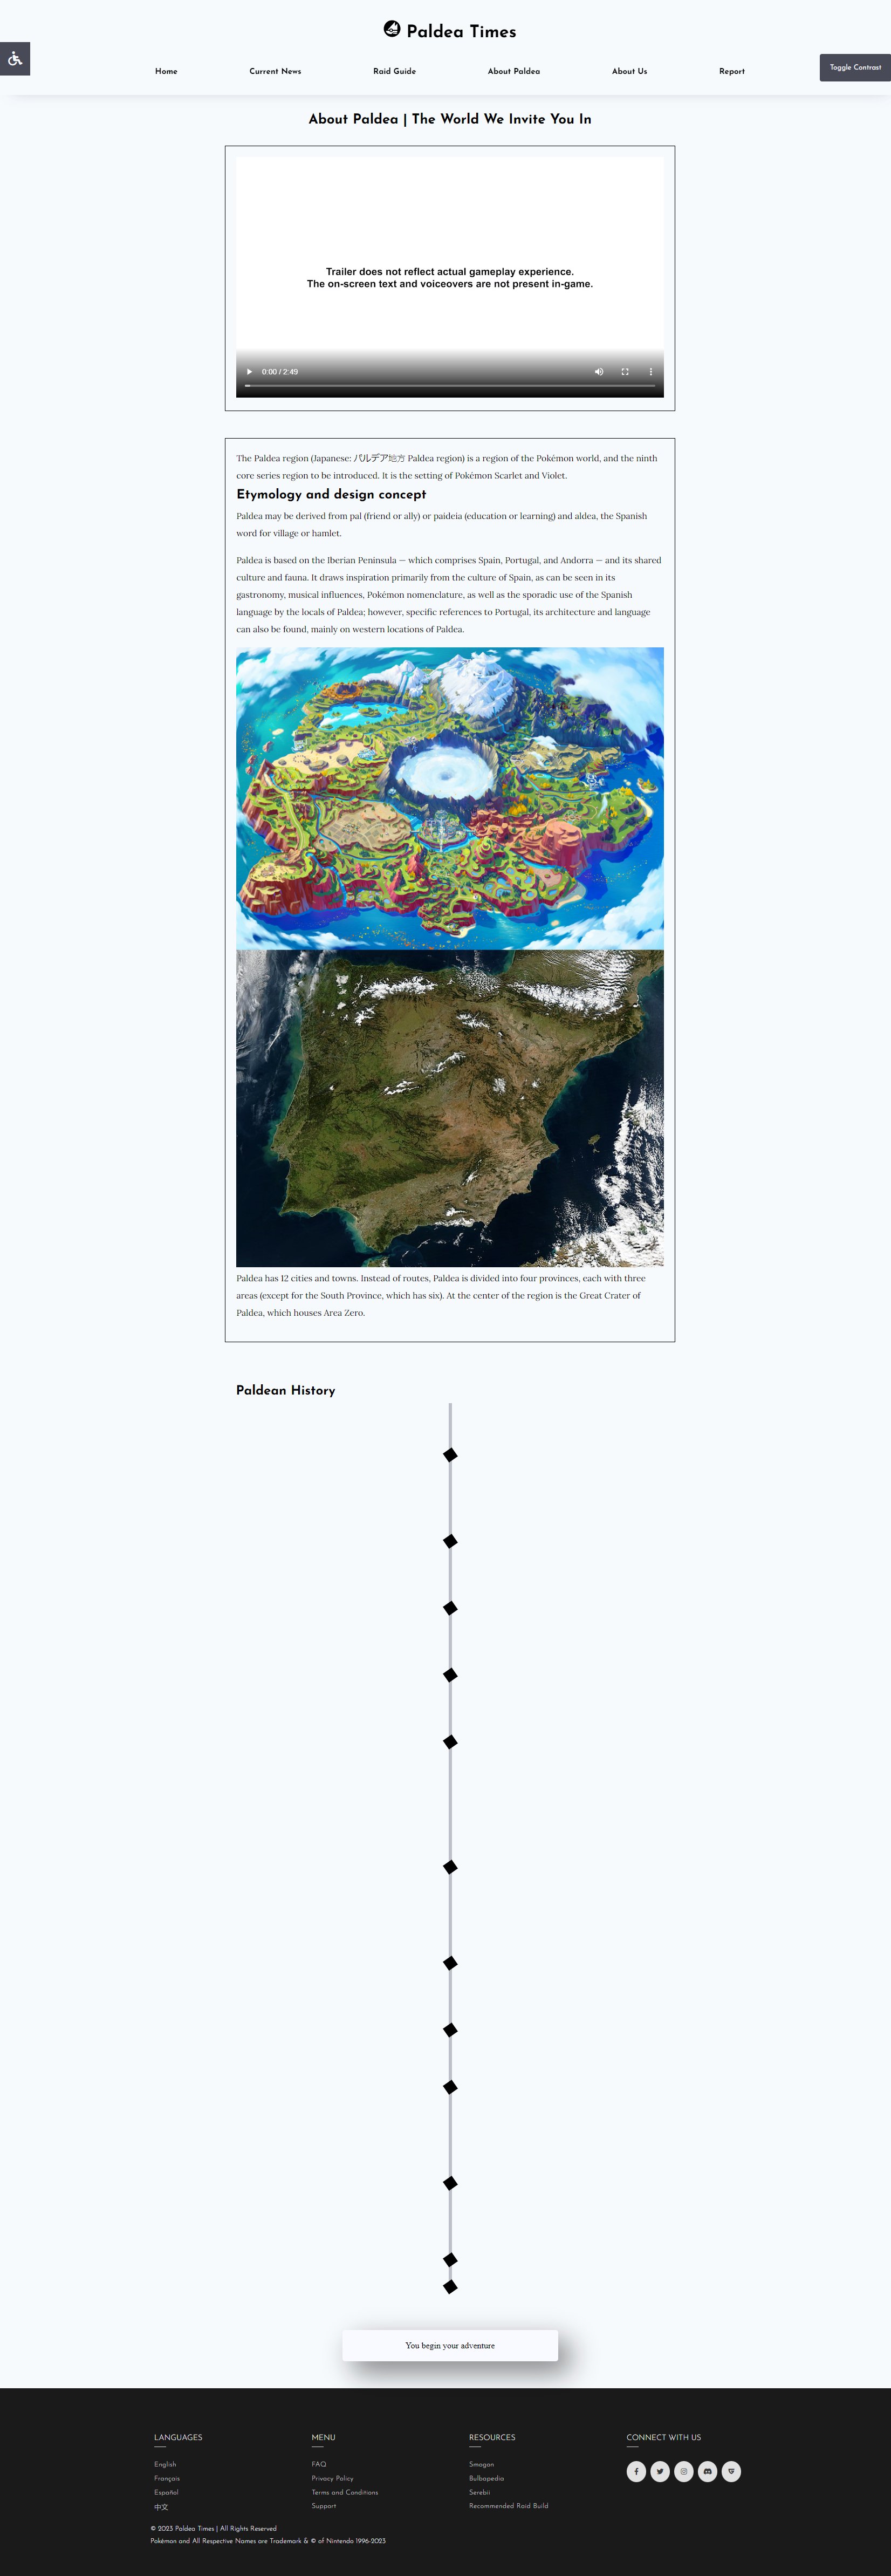 Paldea Times
Home
Current News
Raid Guide
About Paldea
About Us
Report
Toggle Contrast
About Paldea | The World We Invite You In
Trailer does not reflect actual gameplay experience.
The on-screen text and voiceovers are not present in-game.
0:00 / 2:49
The Paldea region (Japanese: パルデア地方 Paldea region) is a region of the Pokémon world, and the ninth
core series region to be introduced. It is the setting of Pokémon Scarlet and Violet.
Etymology and design concept
Paldea may be derived from pal (friend or ally) or paideia (education or learning) and aldea, the Spanish
word for village or hamlet.
Paldea is based on the Iberian Peninsula — which comprises Spain, Portugal, and Andorra — and its shared
culture and fauna. It draws inspiration primarily from the culture of Spain, as can be seen in its
gastronomy, musical influences, Pokémon nomenclature, as well as the sporadic use of the Spanish
language by the locals of Paldea; however, specific references to Portugal, its architecture and language
can also be found, mainly on western locations of Paldea.
Paldea has 12 cities and towns. Instead of routes, Paldea is divided into four provinces, each with three
areas (except for the South Province, which has six). At the center of the region is the Great Crater of
Paldea, which houses Area Zero.
Paldean History
You begin your adventure
LANGUAGES
English
Français
Español
中文
MENU
FAQ
Privacy Policy
Terms and Conditions
Support
RESOURCES
Smogon
Bulbapedia
Serebii
Recommended Raid Build
CONNECT WITH US
© 2023 Paldea Times | All Rights Reserved
Pokémon and All Respective Names are Trademark & © of Nintendo 1996-2023